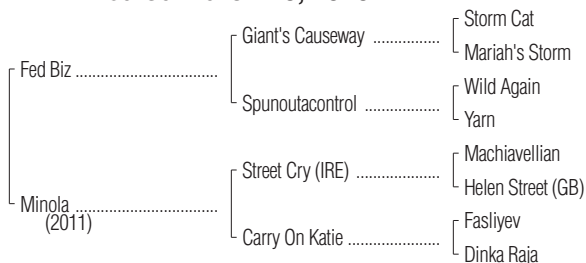 Storm Cat
Giant's Causeway ....................
Mariah's Storm
Fed Biz ...................................
Wild Again
Spunoutacontrol ..................
Yarn
Machiavellian
Street Cry (IRE) ....................
Helen Street (GB)
Minola ...................................
(2011)
Fasliyev
Carry On Katie .......................
Dinka Raja